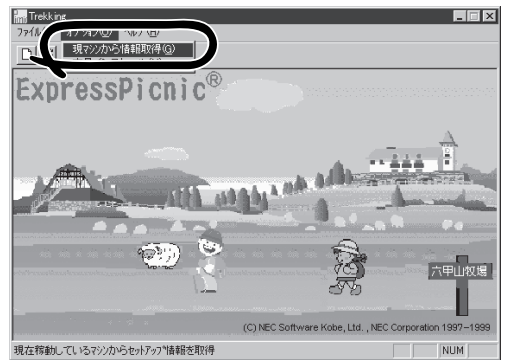 Trekking
ファイル オプション(O) ヘルプ(H)
現マシンから情報取得(G)
ExpressPicnic®
六甲山牧場
(C) NEC Software Kobe, Ltd. , NEC Corporation 1997-1999
現在稼動しているマシンからセットアップ情報を取得
NUM